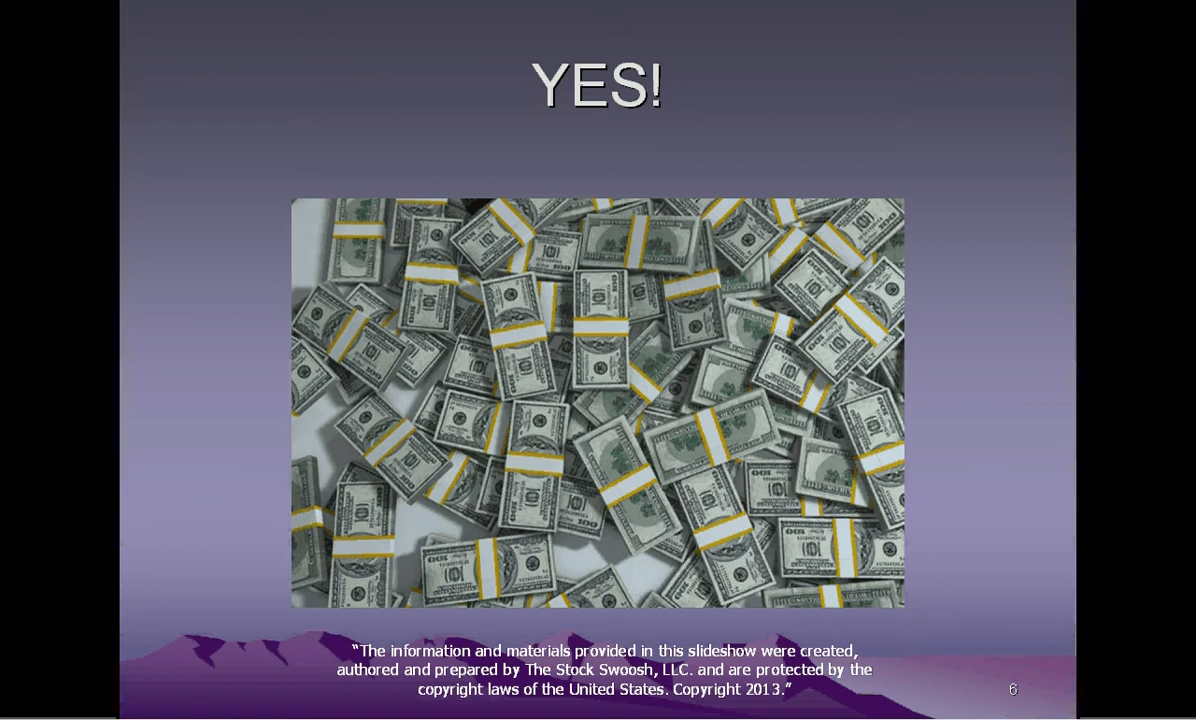 YES!
“The information and materials provided in this slideshow were created,
authored and prepared by The Stock Swoosh, LLC. and are protected by the
copyright laws of the United States. Copyright 2013.”
6